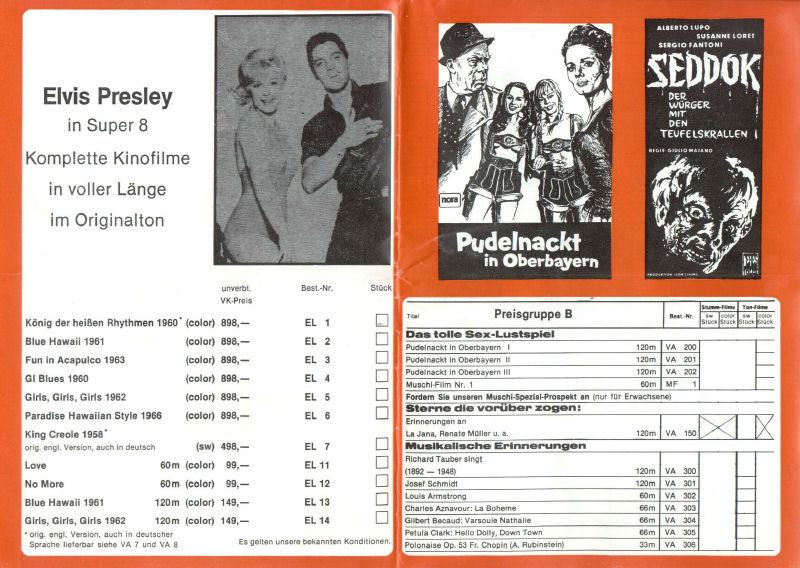 Elvis Presley
in Super 8
Komplette Kinofilme
in voller Länge
im Originalton
unverbl. VK-Preis Best.-Nr. Stück
König der heißen Rhythmen 1960* (color) 898,— EL 1
Blue Hawaii 1961 (color) 898,— EL 2
Fun in Acapulco 1963 (color) 898,— EL 3
GI Blues 1960 (color) 898,— EL 4
Girls, Girls, Girls 1962 (color) 898,— EL 5
Paradise Hawaiian Style 1966 (color) 898,— EL 6
King Creole 1958*
orig. engl. Version, auch in deutsch (sw) 498,— EL 7
Love 60m (color) 99,— EL 11
No More 60m (color) 99,— EL 12
Blue Hawaii 1961 120m (color) 149,— EL 13
Girls, Girls, Girls 1962 120m (color) 149,— EL 14
* orig. engl. Version, auch in deutscher
Sprache lieferbar siehe VA 7 und VA 8
Es gelten unsere bekannten Konditionen.
nora
Pudelnackt
in Oberbayern
ALBERTO LUPO
SUSANNE LORET
SERGIO FANTONI
SEDDOK
DER
WÜRGER
MIT
DEN
TEUFELSKRALLEN!
REGIE: GIULIO MAJANO
PRODUKTION: LION'S FILMS
Titel Preisgruppe B Best.-Nr. Stumm-Filme Ton-Filme
sw Stück color Stück sw Stück color Stück
Das tolle Sex-Lustspiel
Pudelnackt in Oberbayern I 120m VA 200
Pudelnackt in Oberbayern II 120m VA 201
Pudelnackt in Oberbayern III 120m VA 202
Muschi-Film Nr. 1 60m MF 1
Fordern Sie unseren Muschi-Spezial-Prospekt an (nur für Erwachsene)
Sterne die vorüber zogen:
Erinnerungen an
La Jana, Renate Müller u. a. 120m VA 150
Musikalische Erinnerungen
Richard Tauber singt
(1892 — 1948) 120m VA 300
Josef Schmidt 120m VA 301
Louis Armstrong 60m VA 302
Charles Aznavour: La Boheme 66m VA 303
Gilbert Becaud: Varsouie Nathalie 66m VA 304
Petula Clark: Hello Dolly, Down Town 66m VA 305
Polonaise Op. 53 Fr. Chopin (A. Rubinstein) 33m VA 306